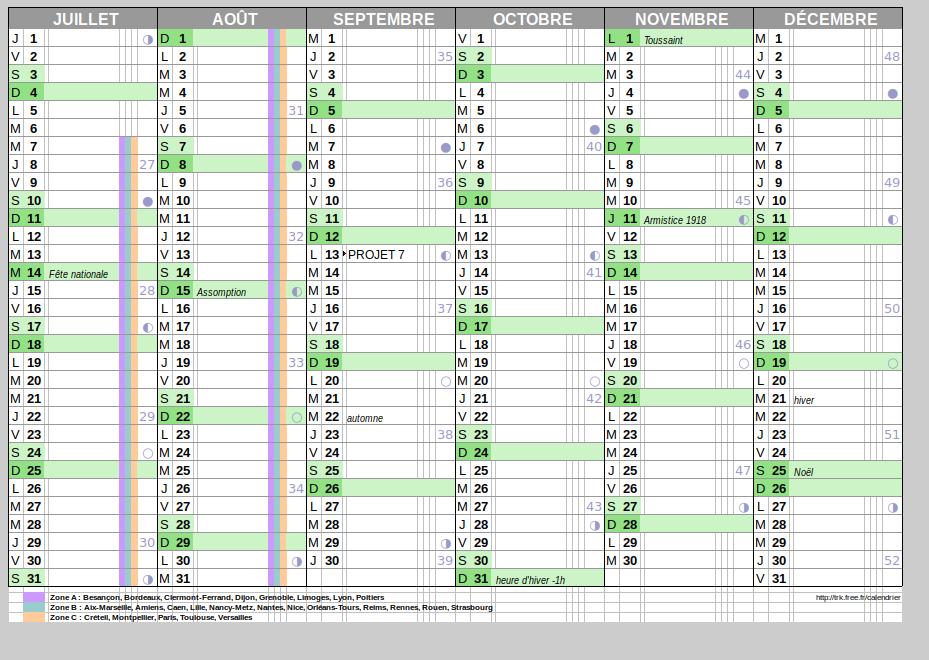 JUILLET AOÛT SEPTEMBRE OCTOBRE NOVEMBRE DÉCEMBRE
J 1 D 1 M 1 V 1 L 1 Toussaint M 1
V 2 L 2 J 2 35 S 2 M 2 J 2 48
S 3 M 3 V 3 D 3 M 3 44 V 3
D 4 M 4 S 4 L 4 J 4 S 4
L 5 J 5 31 D 5 M 5 V 5 D 5
M 6 V 6 L 6 M 6 S 6 L 6
M 7 S 7 M 7 J 7 40 D 7 M 7
J 8 27 D 8 M 8 V 8 L 8 M 8
V 9 L 9 J 9 36 S 9 M 9 J 9 49
S 10 M 10 V 10 D 10 M 10 45 V 10
D 11 M 11 S 11 L 11 J 11 Armistice 1918 S 11
L 12 J 12 32 D 12 M 12 V 12 D 12
M 13 V 13 L 13 PROJET 7 M 13 S 13 L 13
M 14 Fête nationale S 14 M 14 J 14 41 D 14 M 14
J 15 28 D 15 Assomption M 15 V 15 L 15 M 15
V 16 L 16 J 16 37 S 16 M 16 J 16 50
S 17 M 17 V 17 D 17 M 17 V 17
D 18 M 18 S 18 L 18 J 18 46 S 18
L 19 J 19 33 D 19 M 19 V 19 D 19
M 20 V 20 L 20 M 20 S 20 L 20
M 21 S 21 M 21 J 21 42 D 21 M 21 hiver
J 22 29 D 22 M 22 automne V 22 L 22 M 22
V 23 L 23 J 23 38 S 23 M 23 J 23 51
S 24 M 24 V 24 D 24 M 24 V 24
D 25 M 25 S 25 L 25 J 25 47 S 25 Noël
L 26 J 26 34 D 26 M 26 V 26 D 26
M 27 V 27 L 27 M 27 43 S 27 L 27
M 28 S 28 M 28 J 28 D 28 M 28
J 29 30 D 29 M 29 V 29 L 29 M 29
V 30 L 30 J 30 39 S 30 M 30 J 30 52
S 31 M 31 D 31 heure d'hiver -1h V 31
Zone A : Besançon, Bordeaux, Clermont-Ferrand, Dijon, Grenoble, Limoges, Lyon, Poitiers http://trk.free.fr/calendrier
Zone B : Aix-Marseille, Amiens, Caen, Lille, Nancy-Metz, Nantes, Nice, Orléans-Tours, Reims, Rennes, Rouen, Strasbourg
Zone C : Créteil, Montpellier, Paris, Toulouse, Versailles